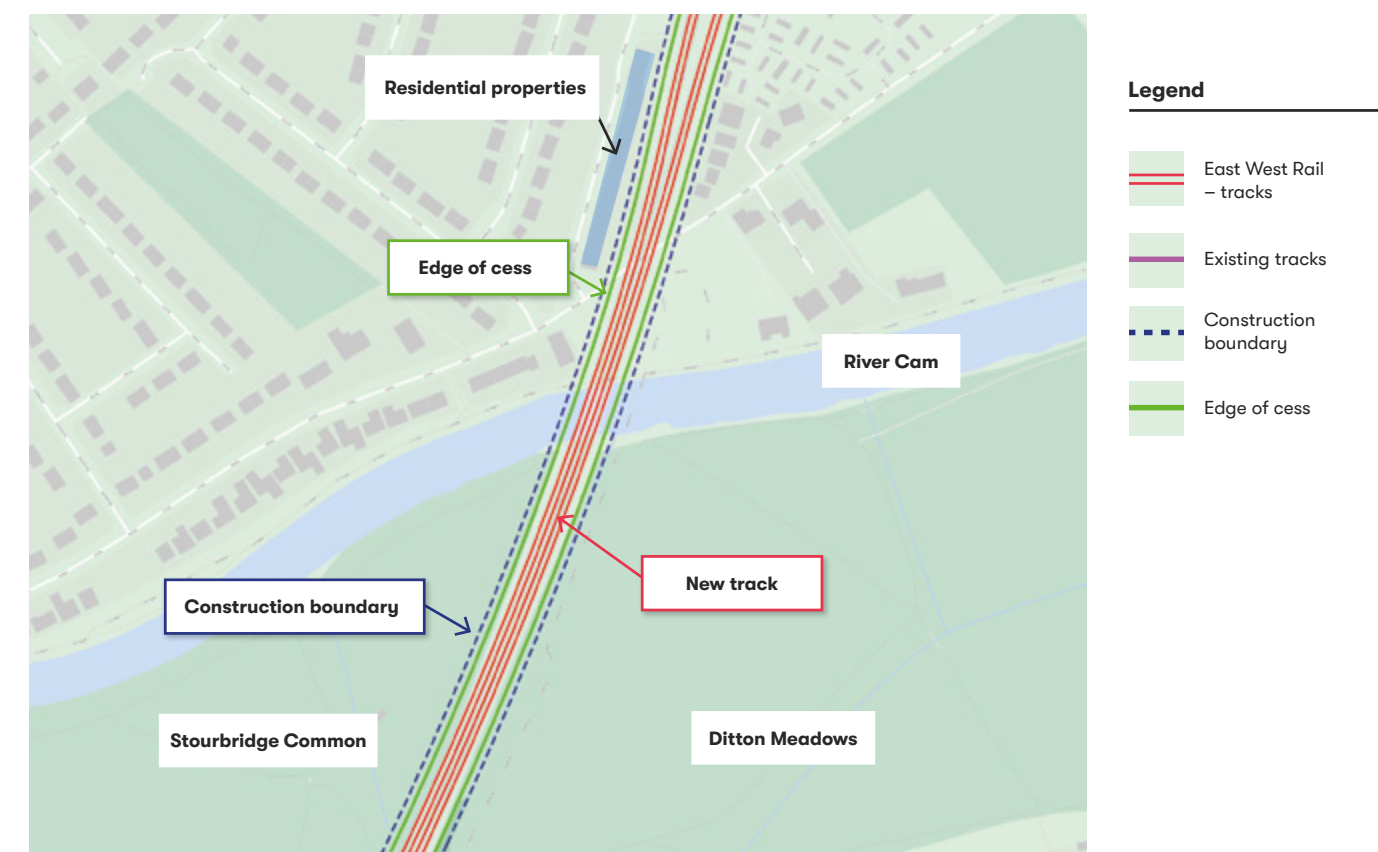 Residential properties
Edge of cess
River Cam
New track
Construction boundary
Stourbridge Common
Ditton Meadows
Legend
East West Rail
– tracks
Existing tracks
Construction
boundary
Edge of cess